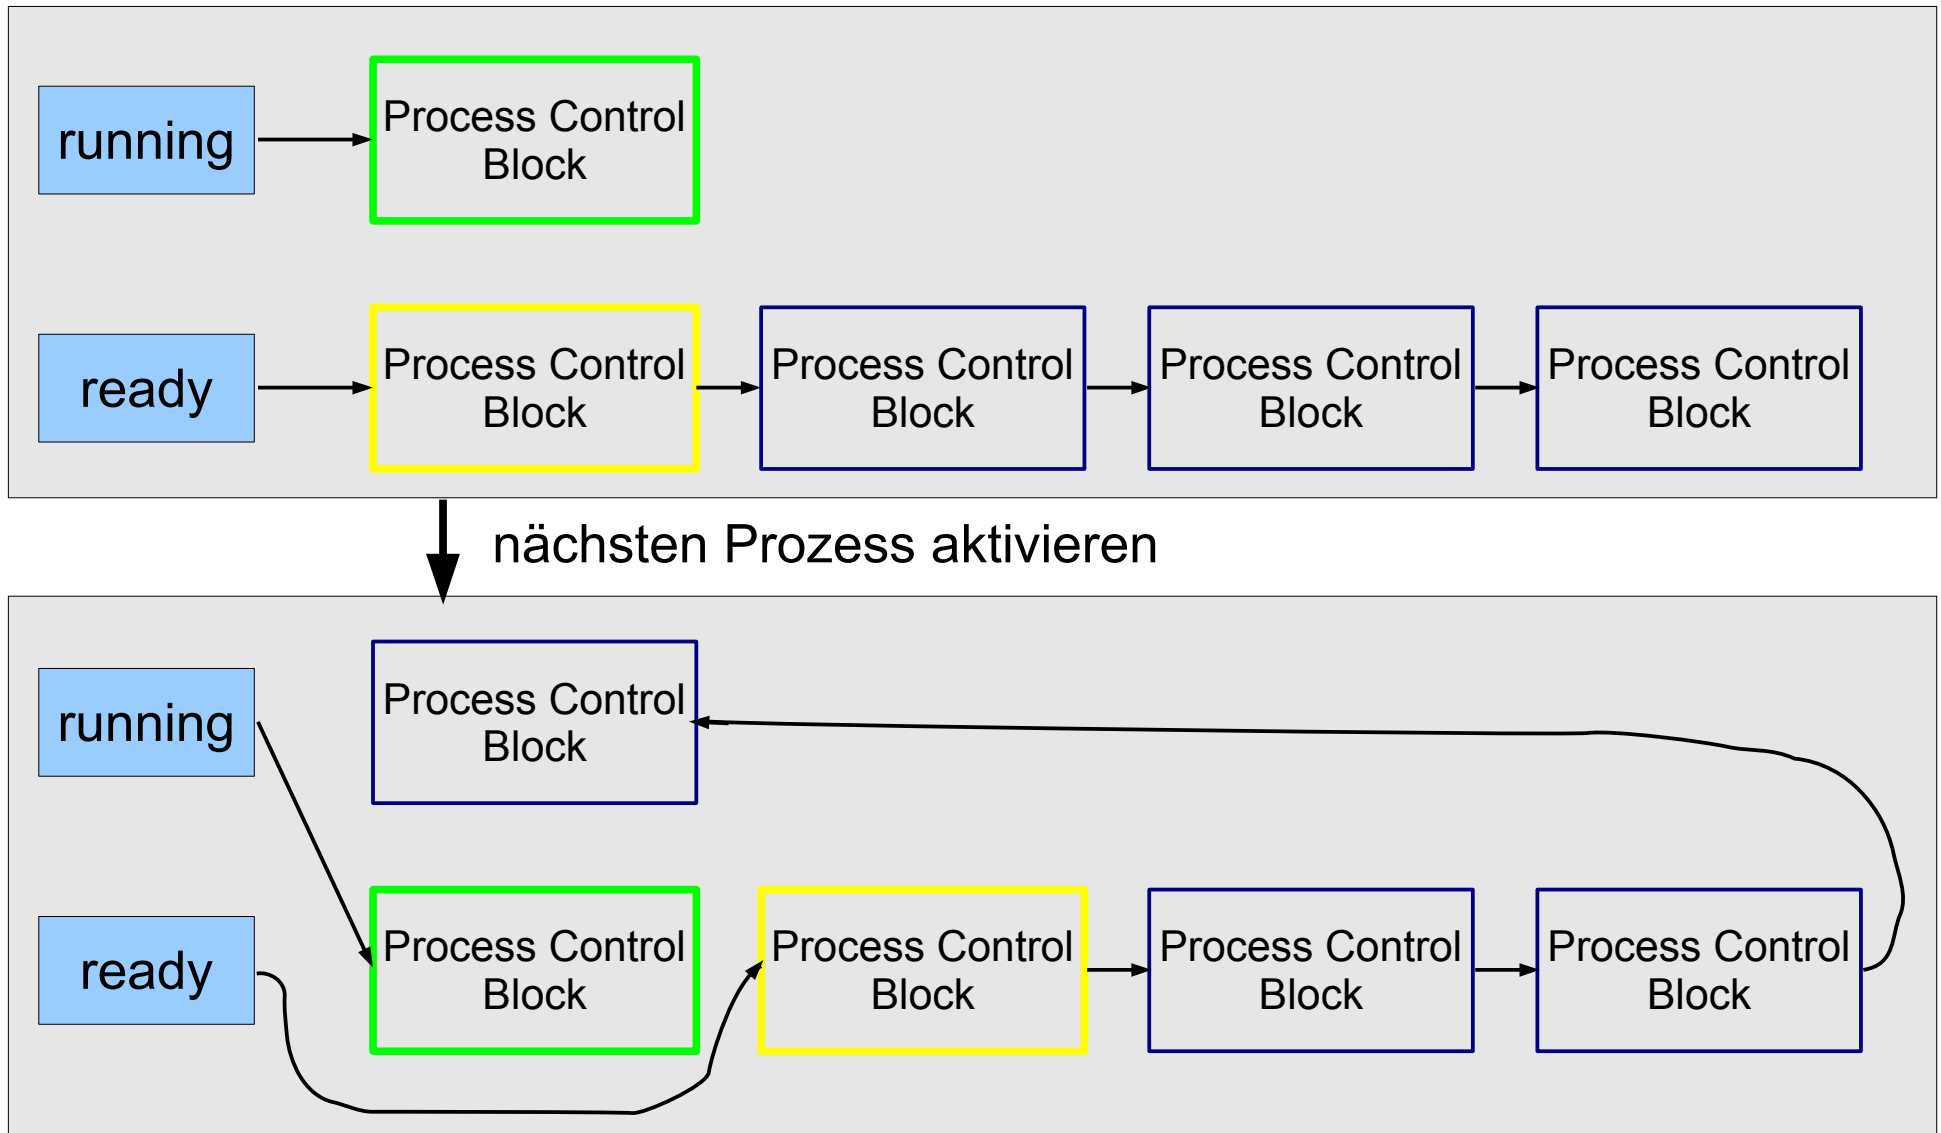 running
Process Control
Block
ready
Process Control
Block
Process Control
Block
Process Control
Block
Process Control
Block
nächsten Prozess aktivieren
running
Process Control
Block
ready
Process Control
Block
Process Control
Block
Process Control
Block
Process Control
Block